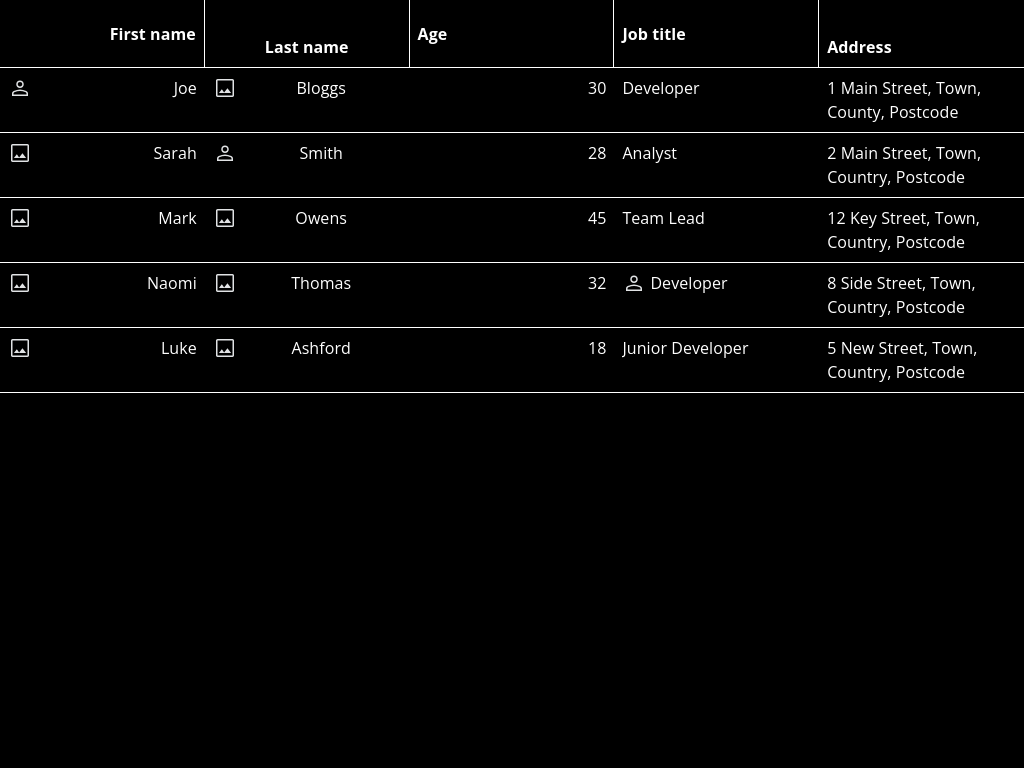 First name Last name Age Job title Address
Joe Bloggs 30 Developer 1 Main Street, Town,
County, Postcode
Sarah Smith 28 Analyst 2 Main Street, Town,
Country, Postcode
Mark Owens 45 Team Lead 12 Key Street, Town,
Country, Postcode
Naomi Thomas 32 Developer 8 Side Street, Town,
Country, Postcode
Luke Ashford 18 Junior Developer 5 New Street, Town,
Country, Postcode